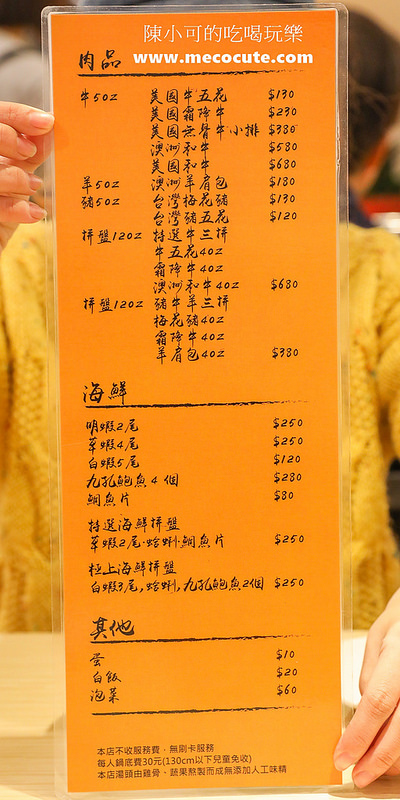 陳小可的吃喝玩樂
www.mecocute.com
肉品
牛5oz 美國牛五花 $130
美國霜降牛 $230
美國無骨牛小排 $380
澳洲和牛 $580
美國和牛 $680
羊5oz 澳洲羊肩包 $180
豬5oz 台灣梅花豬 $130
台灣豬五花 $120
拼盤12oz 特選牛三拼
牛五花4oz
霜降牛4oz
澳洲和牛4oz $680
拼盤12oz 豬牛羊三拼
梅花豬4oz
霜降牛4oz
羊肩包4oz $380
海鮮
明蝦2尾 $250
草蝦4尾 $250
白蝦5尾 $120
九孔鮑魚4個 $280
鯛魚片 $80
特選海鮮拼盤
草蝦2尾.蛤蜊.鯛魚片 $250
極上海鮮拼盤
白蝦3尾,蛤蜊,九孔鮑魚2個 $250
其他
蛋 $10
白飯 $20
泡菜 $60
本店不收服務費，無刷卡服務
每人鍋底費30元(130cm以下兒童免收)
本店湯頭由雞骨、蔬果熬製而成無添加人工味精